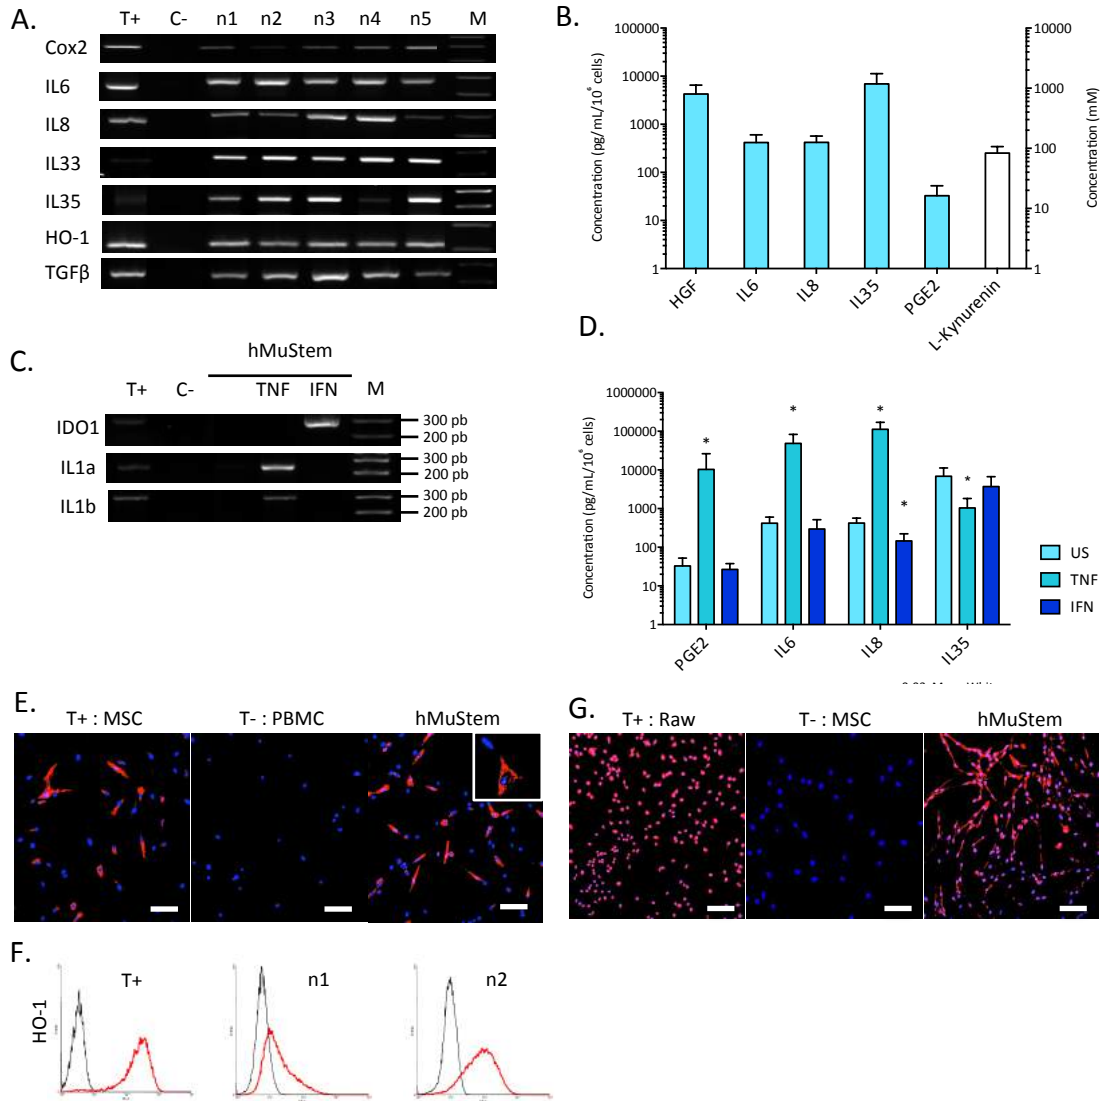 A.
T+ C- n1 n2 n3 n4 n5 M
Cox2
IL6
IL8
IL33
IL35
HO-1
TGFβ
B.
Concentration (pg/mL/10⁶ cells)
100000
10000
1000
100
10
1
10000
1000
100
10
1
Concentration (mM)
HGF IL6 IL8 IL35 PGE2 L-Kynurenin
C.
hMuStem
T+ C- TNF IFN M
IDO1
300 pb
200 pb
IL1a
300 pb
200 pb
IL1b
300 pb
200 pb
D.
Concentration (pg/mL/10⁶ cells)
1000000
100000
10000
1000
100
10
1
* * * * *
PGE2 IL6 IL8 IL35
US
TNF
IFN
E.
T+ : MSC T- : PBMC hMuStem
G.
T+ : Raw T- : MSC hMuStem
F.
HO-1
T+ n1 n2